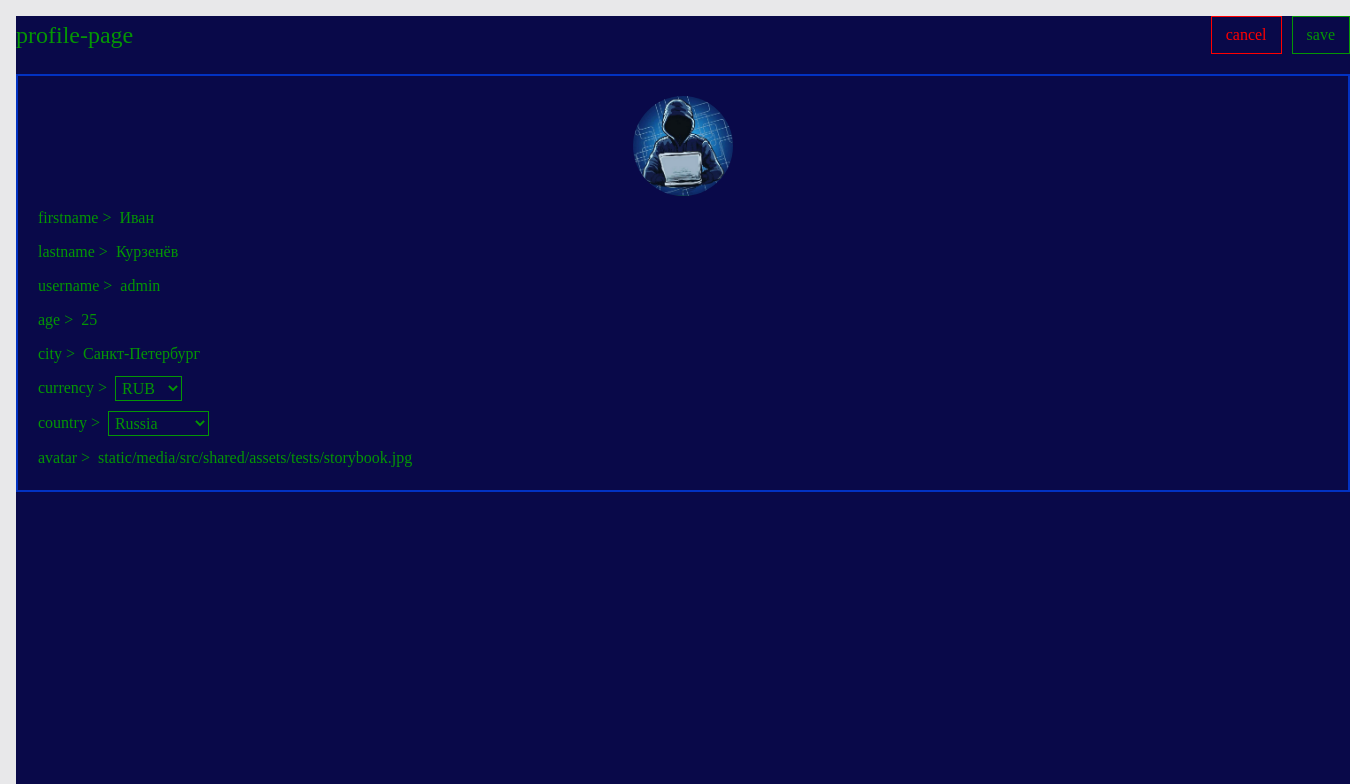 profile-page cancel save
firstname > Иван
lastname > Курзенёв
username > admin
age > 25
city > Санкт-Петербург
currency > RUB
country > Russia
avatar > static/media/src/shared/assets/tests/storybook.jpg